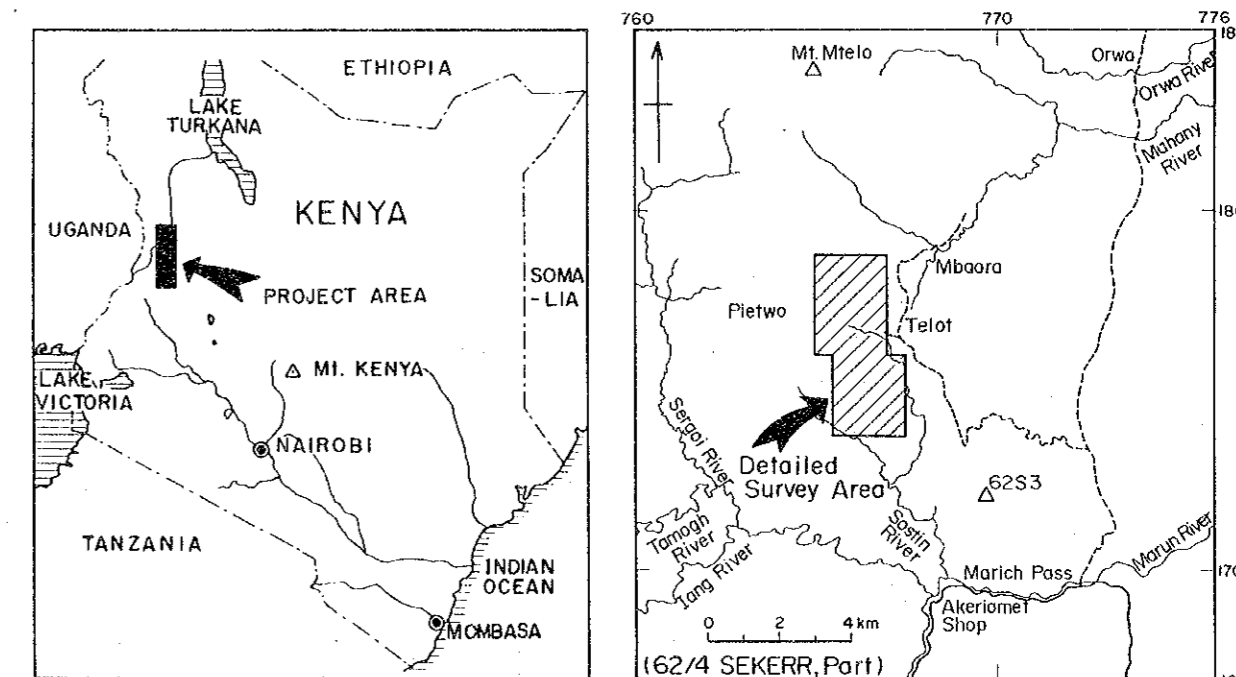 ETHIOPIA
LAKE
TURKANA
KENYA
UGANDA
SOMA
-LIA
PROJECT AREA
Mt. KENYA
LAKE
VICTORIA
NAIROBI
TANZANIA
INDIAN
OCEAN
MOMBASA
760
770
776
Mt. Mtelo
Orwa
Orwa River
Mahany
River
Mbaora
Pietwo
Telot
Sergoi River
Detailed
Survey Area
62S3
Tamogh
River
Iang River
Sostin
River
Marun River
Marich Pass
Akeriomet
Shop
0 2 4 km
(62/4 SEKERR, Part)